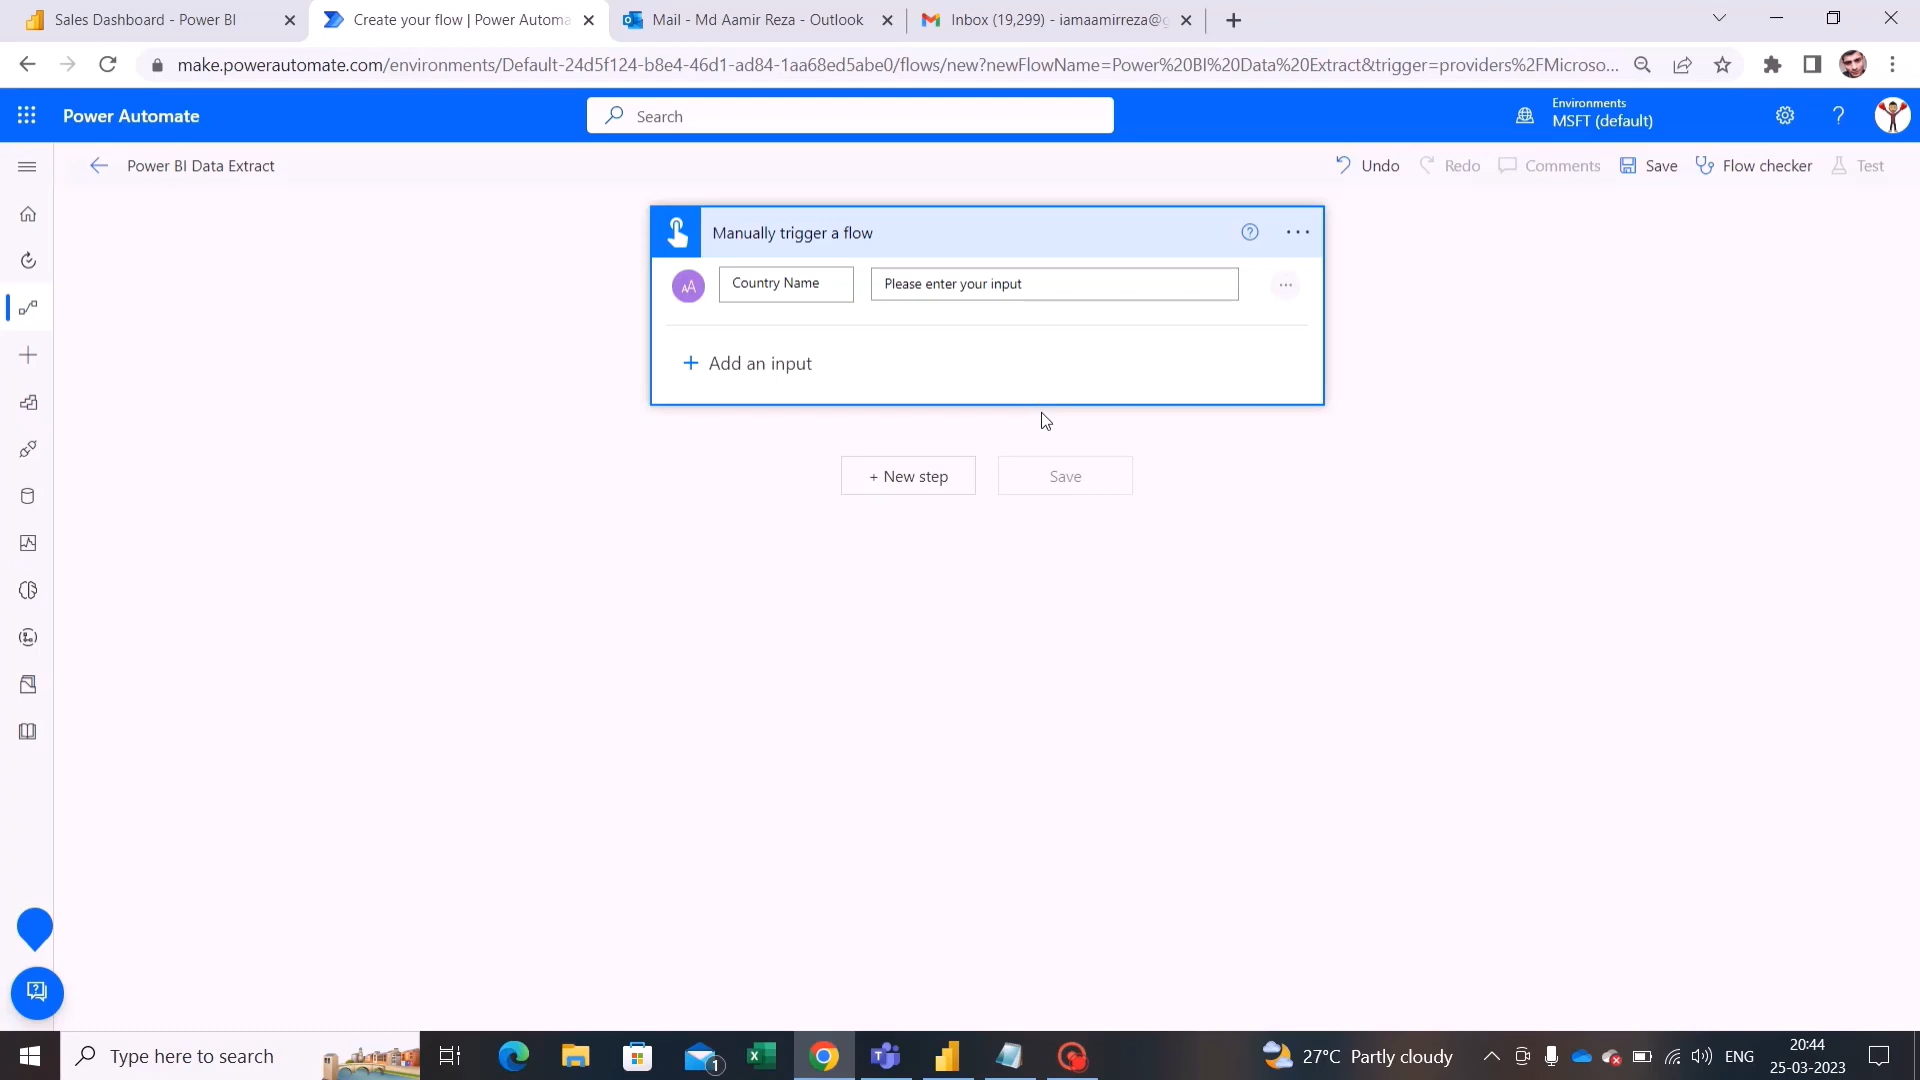 Sales Dashboard - Power BI
Create your flow | Power Automa
Mail - Md Aamir Reza - Outlook
Inbox (19,299) - iamaamirreza@g
make.powerautomate.com/environments/Default-24d5f124-b8e4-46d1-ad84-1aa68ed5abe0/flows/new?newFlowName=Power%20BI%20Data%20Extract&trigger=providers%2FMicroso...
Power Automate
Search
Environments
MSFT (default)
Power BI Data Extract
Undo
Redo
Comments
Save
Flow checker
Test
Manually trigger a flow
AA
Country Name
Please enter your input
+ Add an input
+ New step
Save
Type here to search
1
27°C Partly cloudy
ENG
20:44
25-03-2023